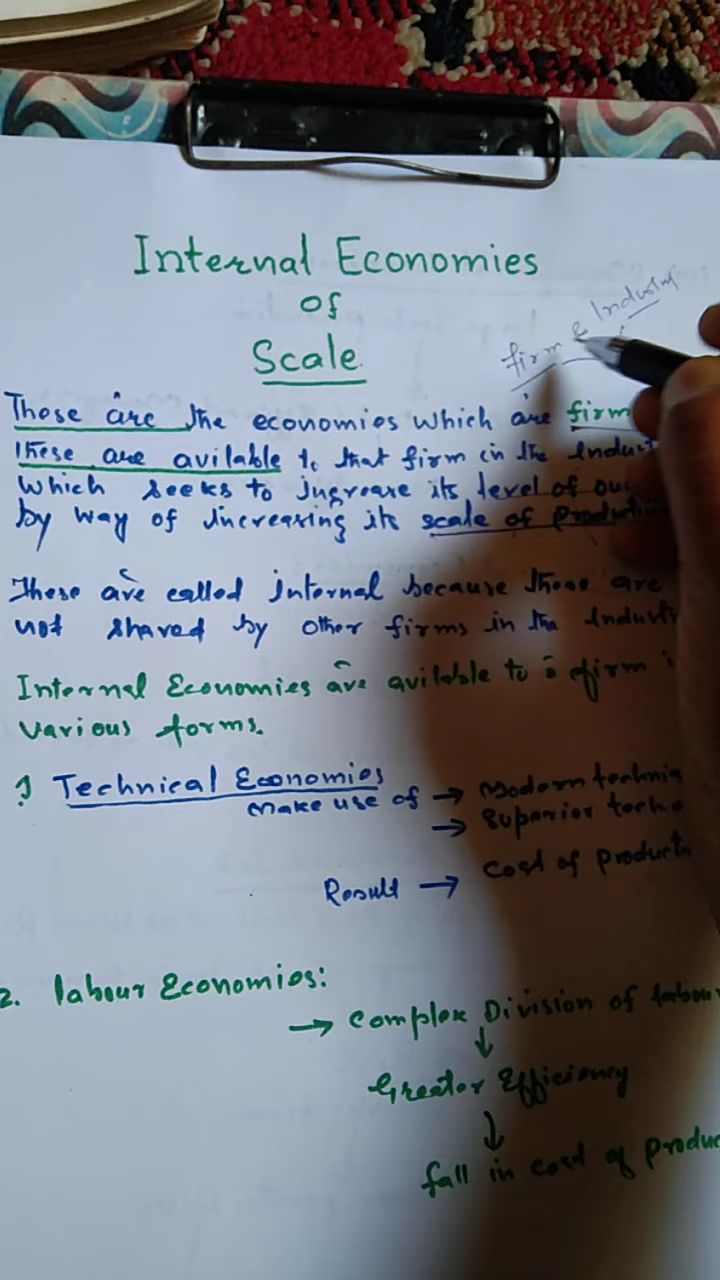 Internal Economies
of
Scale
firm & Industry
Those are the economies which are firm
these are avilable to that firm in the Indust
Which seeks to increase its level of ou
by way of increasing its scale of Producti
These are called internal because those are
not shared by other firms in the Industr
Internal Economies are avilable to a firm i
various forms.
1 Technical Economies
Make use of → Modern techni
→ Superior tech
Result → Cost of producti
2. labour Economies:
→ Complex Division of labour
↓
Greater Efficiency
↓
fall in cost of produc